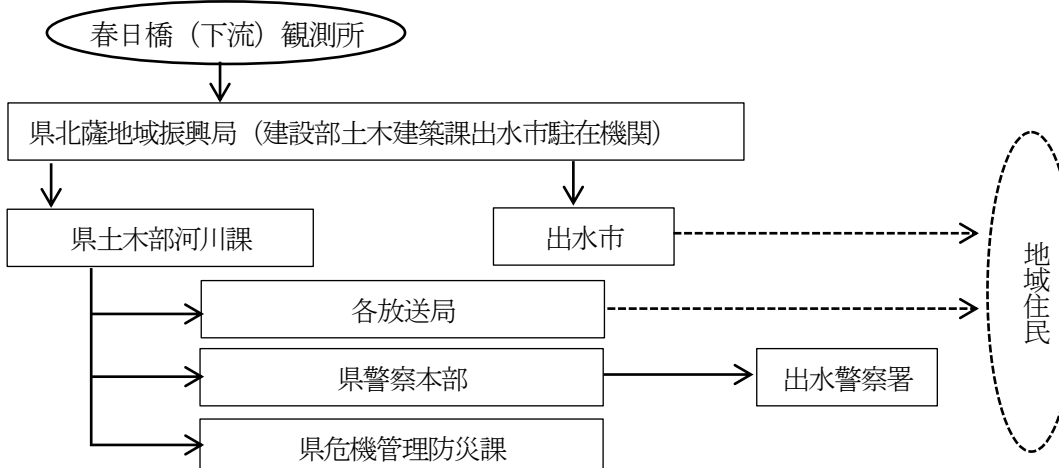 春日橋（下流）観測所
県北薩地域振興局（建設部土木建築課出水市駐在機関）
県土木部河川課
出水市
各放送局
県警察本部
出水警察署
県危機管理防災課
地域住民